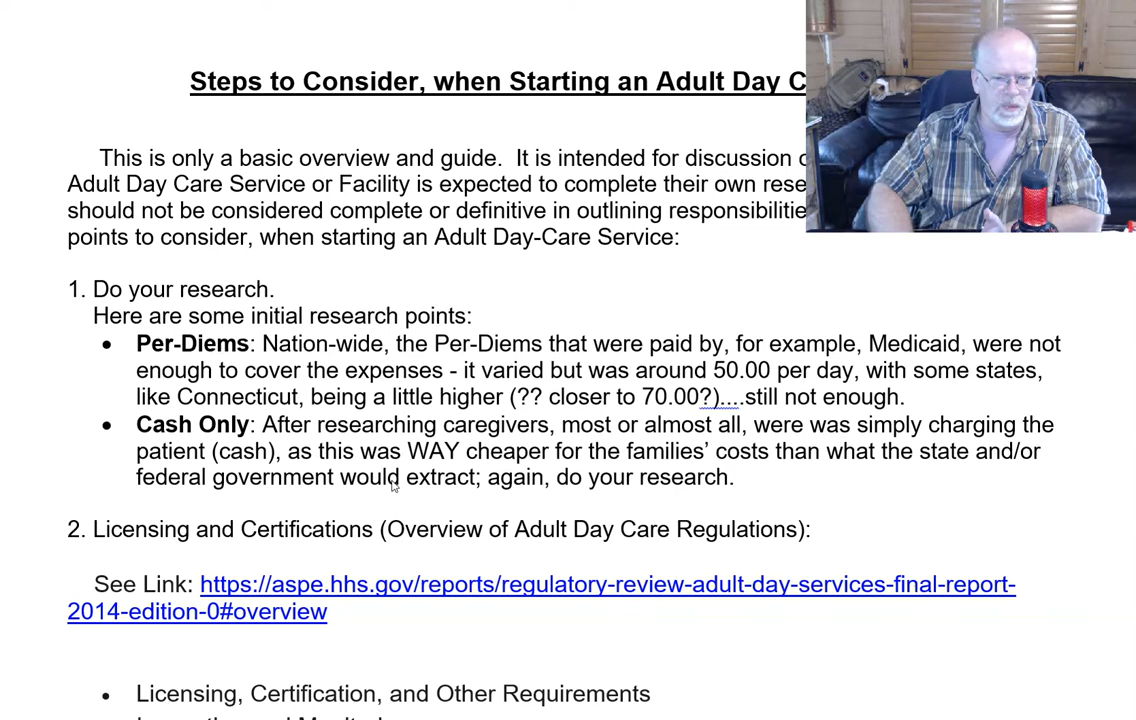 Steps to Consider, when Starting an Adult Day C
This is only a basic overview and guide. It is intended for discussion
Adult Day Care Service or Facility is expected to complete their own rese
should not be considered complete or definitive in outlining responsibilitie
points to consider, when starting an Adult Day-Care Service:
1. Do your research.
Here are some initial research points:
• Per-Diems: Nation-wide, the Per-Diems that were paid by, for example, Medicaid, were not
enough to cover the expenses - it varied but was around 50.00 per day, with some states,
like Connecticut, being a little higher (?? closer to 70.00?)....still not enough.
• Cash Only: After researching caregivers, most or almost all, were was simply charging the
patient (cash), as this was WAY cheaper for the families’ costs than what the state and/or
federal government would extract; again, do your research.
2. Licensing and Certifications (Overview of Adult Day Care Regulations):
See Link: https://aspe.hhs.gov/reports/regulatory-review-adult-day-services-final-report-
2014-edition-0#overview
• Licensing, Certification, and Other Requirements